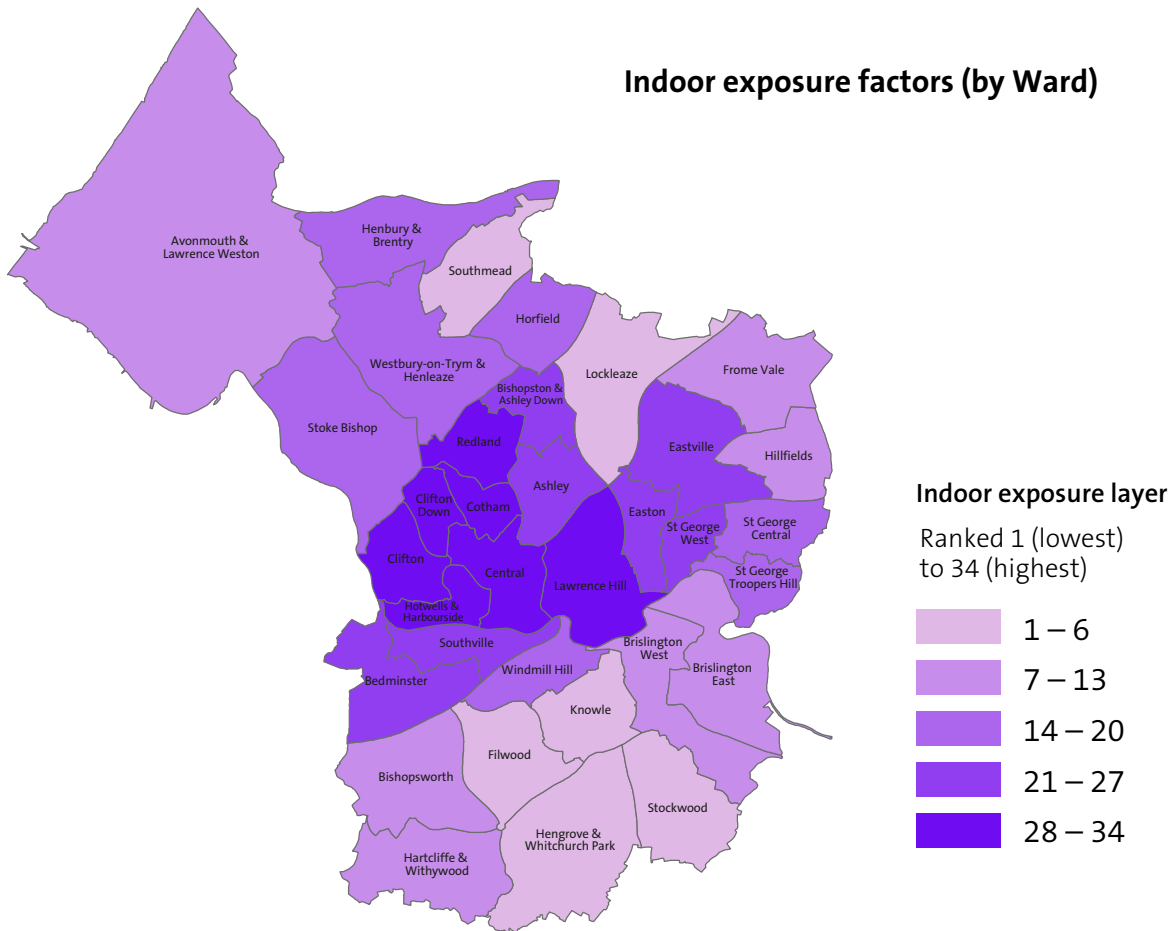 Indoor exposure factors (by Ward)
Avonmouth &
Lawrence Weston
Henbury &
Brentry
Southmead
Horfield
Westbury-on-Trym &
Henleaze
Lockleaze
Frome Vale
Bishopston &
Ashley Down
Stoke Bishop
Redland
Eastville
Hillfields
Clifton
Down
Cotham
Ashley
Easton
St George
West
St George
Central
Clifton
Central
Lawrence Hill
St George
Troopers Hill
Hotwells &
Harbourside
Southville
Windmill Hill
Brislington
West
Brislington
East
Bedminster
Knowle
Filwood
Bishopsworth
Stockwood
Hengrove &
Whitchurch Park
Hartcliffe &
Withywood
Indoor exposure layer
Ranked 1 (lowest)
to 34 (highest)
1 – 6
7 – 13
14 – 20
21 – 27
28 – 34